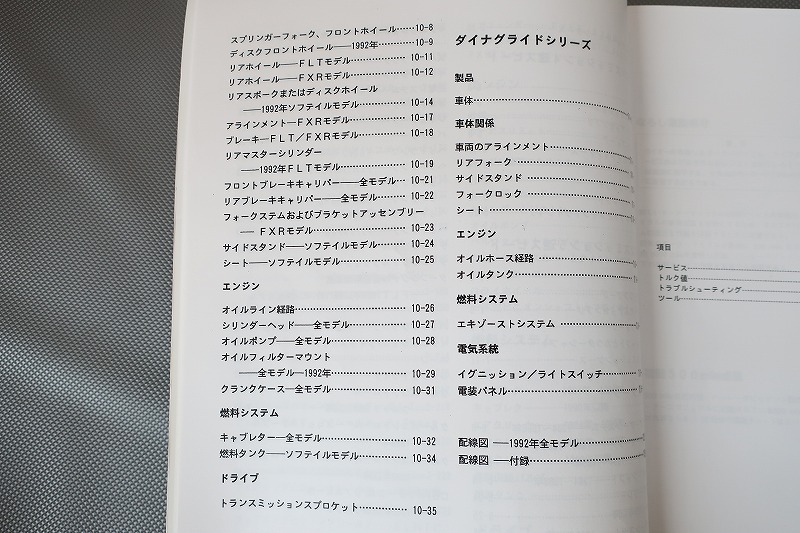 スプリンガーフォーク、フロントホイール……10-8
ディスクフロントホイール――1992年…………10-9
リアホイール――ＦＬＴモデル………………10-11
リアホイール――ＦＸＲモデル………………10-12
リアスポークまたはディスクホイール
――1992年ソフテイルモデル………………10-14
アラインメント―ＦＸＲモデル………………10-17
ブレーキ―ＦＬＴ／ＦＸＲモデル……………10-18
リアマスターシリンダー
――1992年ＦＬＴモデル……………………10-19
フロントブレーキキャリパー――全モデル…10-21
リアブレーキキャリパー――全モデル………10-22
フォークステムおよびブラケットアッセンブリー
―― ＦＸＲモデル……………………………10-23
サイドスタンド――ソフテイルモデル………10-24
シート――ソフテイルモデル…………………10-25
エンジン
オイルライン経路………………………………10-26
シリンダーヘッド――全モデル………………10-27
オイルポンプ――全モデル……………………10-28
オイルフィルターマウント
――全モデル―1992年………………………10-29
クランクケース―全モデル……………………10-31
燃料システム
キャブレター―全モデル………………………10-32
燃料タンク――ソフテイルモデル……………10-34
ドライブ
トランスミッションスプロケット……………10-35
ダイナグライドシリーズ
製品
車体…………………………
車体関係
車両のアラインメント……………
リアフォーク…………………
サイドスタンド………………
フォークロック………………
シート…………………………
エンジン
オイルホース経路……………
オイルタンク…………………
燃料システム
エキゾーストシステム…………
電気系統
イグニッション／ライトスイッチ……
電装パネル……………………
配線図 ――1992年全モデル………
配線図 ――付録………………
項目
サービス…………………
トルク値…………………
トラブルシューティング………
ツール……………………